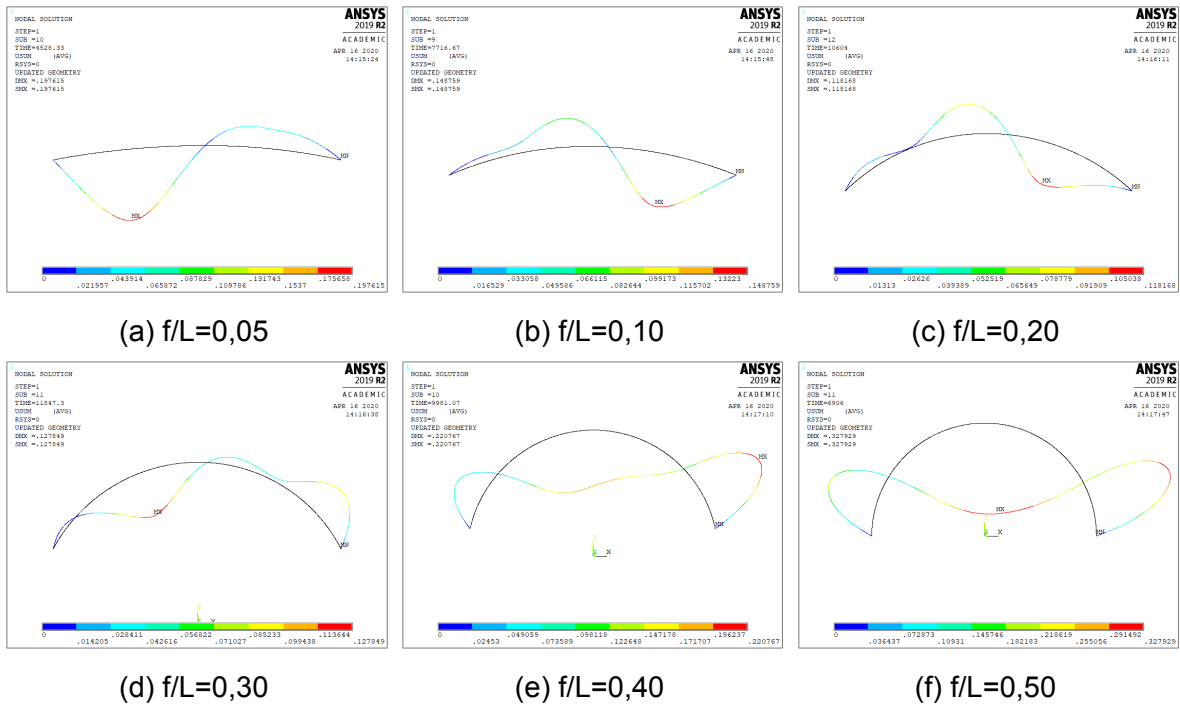 1
NODAL SOLUTION
STEP=1
SUB =10
TIME=4528.33
USUM (AVG)
RSYS=0
UPDATED GEOMETRY
DMX =.197615
SMX =.197615
ANSYS
2019 R2
ACADEMIC
APR 16 2020
14:15:24
MN
MX
0 .043914 .087829 .131743 .175658
.021957 .065872 .109786 .1537 .197615
(a) f/L=0,05
1
NODAL SOLUTION
STEP=1
SUB =9
TIME=7716.67
USUM (AVG)
RSYS=0
UPDATED GEOMETRY
DMX =.148759
SMX =.148759
ANSYS
2019 R2
ACADEMIC
APR 16 2020
14:15:48
MN
MX
0 .033058 .066115 .099173 .13223
.016529 .049586 .082644 .115702 .148759
(b) f/L=0,10
1
NODAL SOLUTION
STEP=1
SUB =12
TIME=10604
USUM (AVG)
RSYS=0
UPDATED GEOMETRY
DMX =.118168
SMX =.118168
ANSYS
2019 R2
ACADEMIC
APR 16 2020
14:16:11
MX
MN
0 .02626 .052519 .078779 .105038
.01313 .039389 .065649 .091909 .118168
(c) f/L=0,20
1
NODAL SOLUTION
STEP=1
SUB =11
TIME=11847.3
USUM (AVG)
RSYS=0
UPDATED GEOMETRY
DMX =.127849
SMX =.127849
ANSYS
2019 R2
ACADEMIC
APR 16 2020
14:16:38
MX
MN
Y
X
0 .028411 .056822 .085233 .113644
.014205 .042616 .071027 .099438 .127849
(d) f/L=0,30
1
NODAL SOLUTION
STEP=1
SUB =10
TIME=9981.07
USUM (AVG)
RSYS=0
UPDATED GEOMETRY
DMX =.220767
SMX =.220767
ANSYS
2019 R2
ACADEMIC
APR 16 2020
14:17:10
MX
MN
Y
Z X
0 .049059 .098118 .147178 .196237
.02453 .073589 .122648 .171707 .220767
(e) f/L=0,40
1
NODAL SOLUTION
STEP=1
SUB =11
TIME=6906
USUM (AVG)
RSYS=0
UPDATED GEOMETRY
DMX =.327929
SMX =.327929
ANSYS
2019 R2
ACADEMIC
APR 16 2020
14:17:47
MX
Y
Z X
MN
0 .072873 .145746 .218619 .291492
.036437 .10931 .182183 .255056 .327929
(f) f/L=0,50